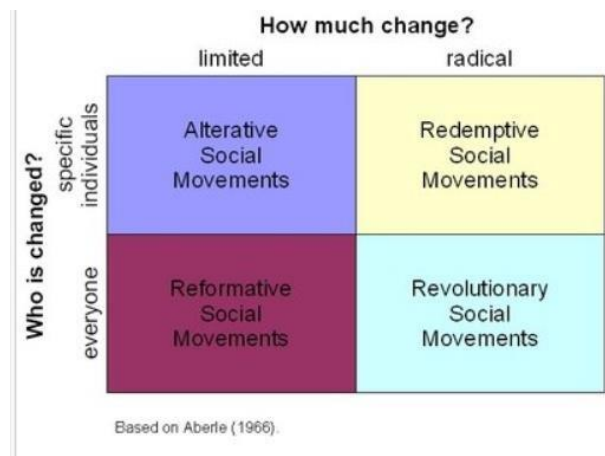 How much change?
limited radical
Who is changed?
specific
individuals
Alterative
Social
Movements
Redemptive
Social
Movements
everyone
Reformative
Social
Movements
Revolutionary
Social
Movements
Based on Aberle (1966).